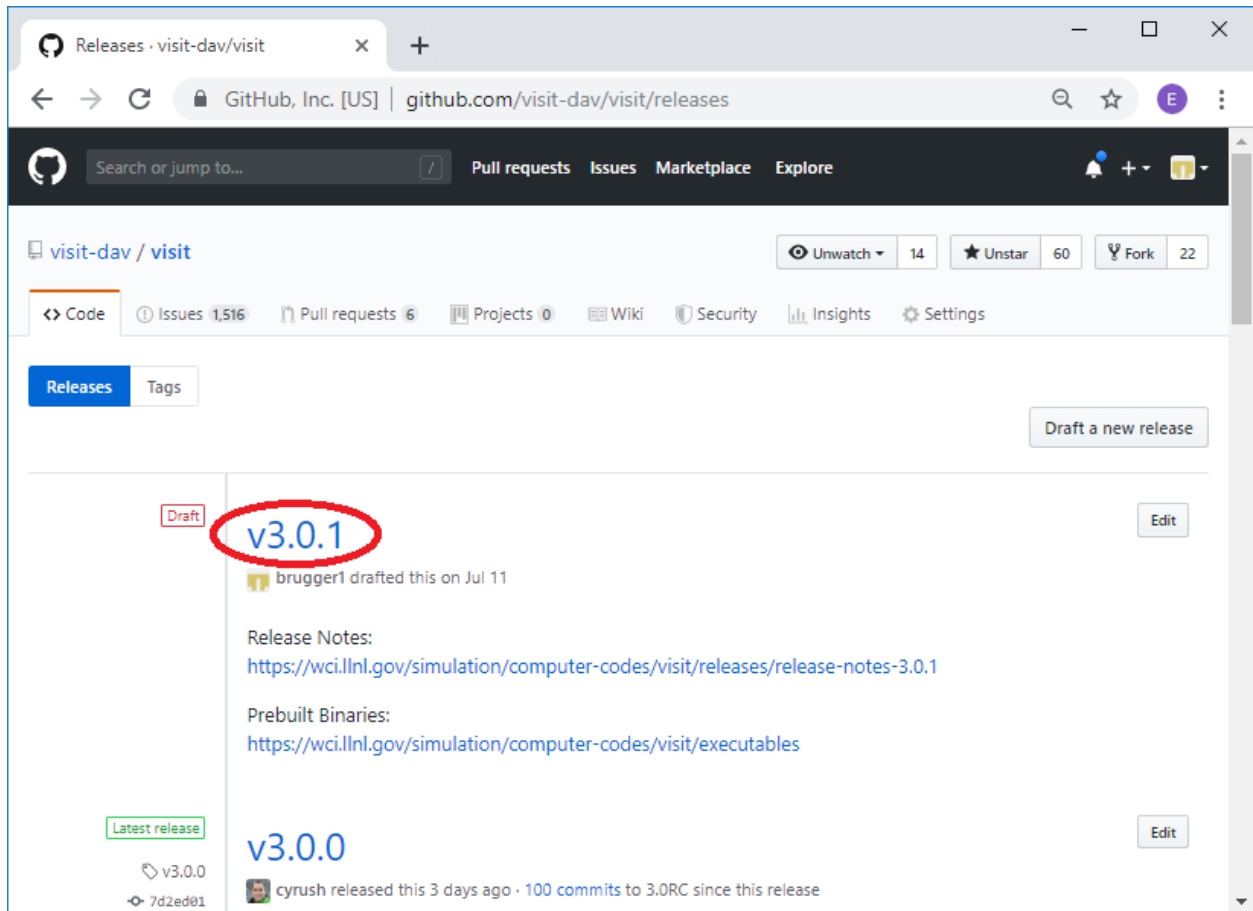 Releases · visit-dav/visit
GitHub, Inc. [US] | github.com/visit-dav/visit/releases
E
Search or jump to... /
Pull requests Issues Marketplace Explore
visit-dav / visit
Unwatch 14 Unstar 60 Fork 22
Code Issues 1,516 Pull requests 6 Projects 0 Wiki Security Insights Settings
Releases Tags
Draft a new release
Draft
v3.0.1
Edit
brugger1 drafted this on Jul 11
Release Notes:
https://wci.llnl.gov/simulation/computer-codes/visit/releases/release-notes-3.0.1
Prebuilt Binaries:
https://wci.llnl.gov/simulation/computer-codes/visit/executables
Latest release
v3.0.0
Edit
v3.0.0
cyrush released this 3 days ago · 100 commits to 3.0RC since this release
7d2ed01